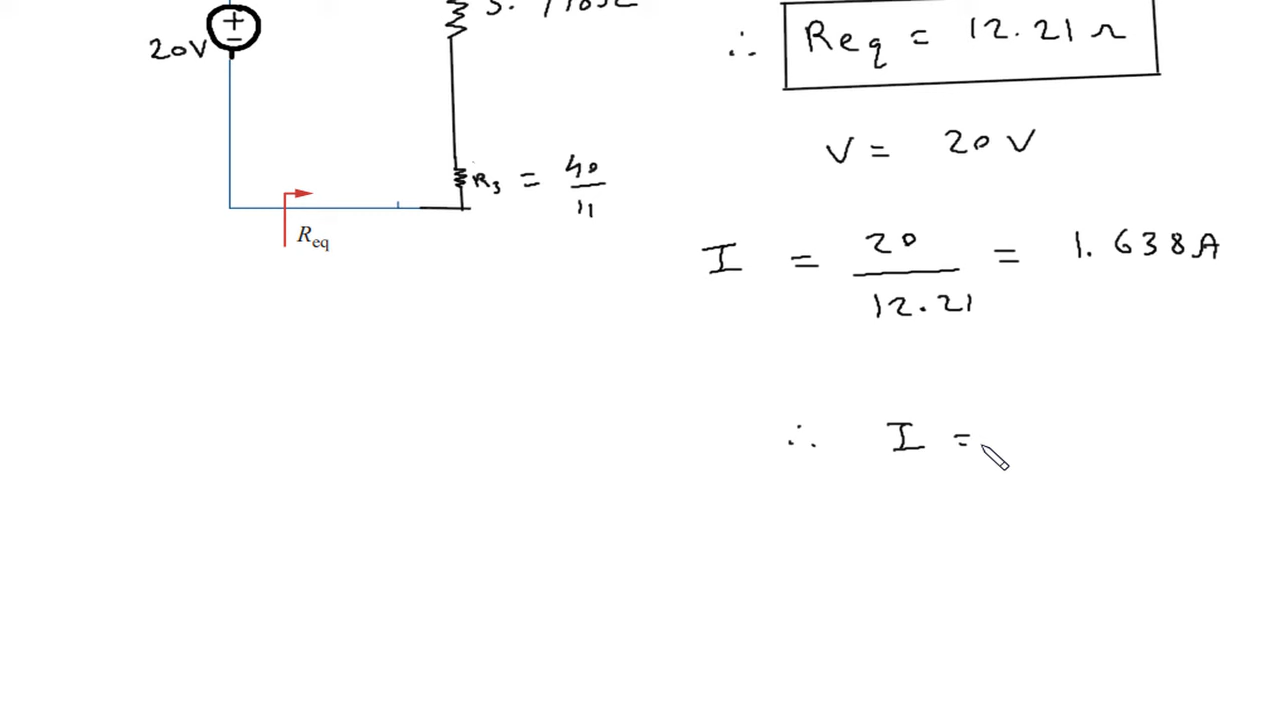 20V
R₃ = 40/11
Req
∴ Req = 12.21 Ω
V = 20 V
I = 20/12.21 = 1.638A
∴ I =